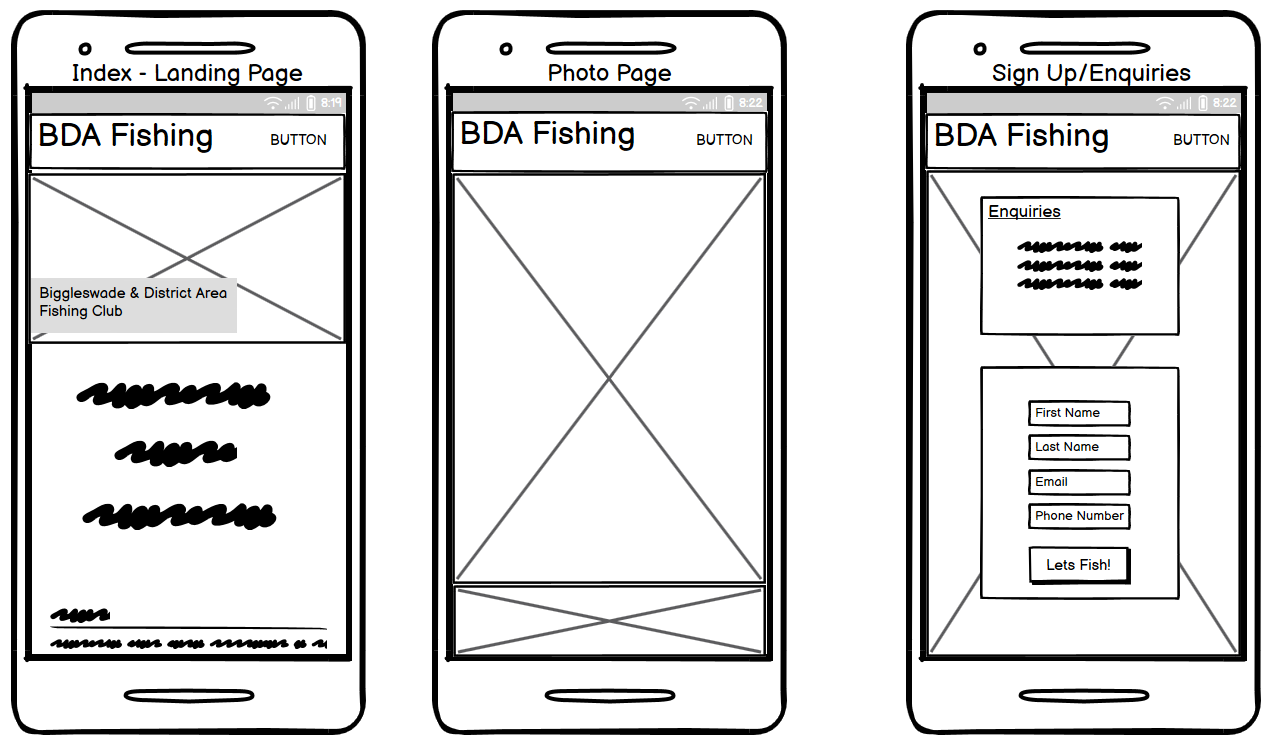 Index - Landing Page
8:19
BDA Fishing
BUTTON
Biggleswade & District Area
Fishing Club
Photo Page
8:22
BDA Fishing
BUTTON
Sign Up/Enquiries
8:22
BDA Fishing
BUTTON
Enquiries
First Name
Last Name
Email
Phone Number
Lets Fish!